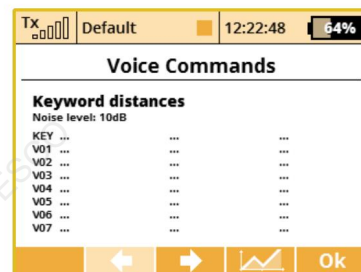 Tx Default 12:22:48 64%
Voice Commands
Keyword distances
Noise level: 10dB
KEY ... ... ...
V01 ... ... ...
V02 ... ... ...
V03 ... ... ...
V04 ... ... ...
V05 ... ... ...
V06 ... ... ...
V07 ... ... ...
Ok